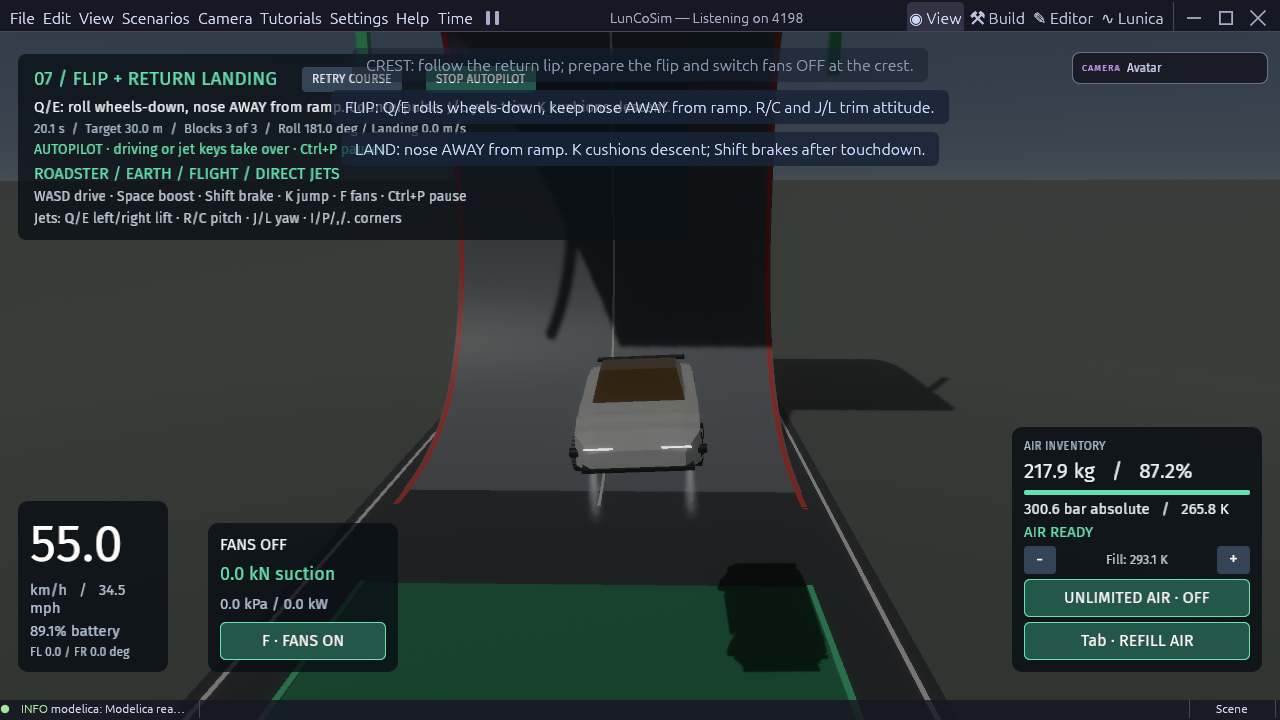 File Edit View Scenarios Camera Tutorials Settings Help Time
LunCoSim — Listening on 4198
View Build Editor Lunica
CREST: follow the return lip; prepare the flip and switch fans OFF at the crest.
07 / FLIP + RETURN LANDING
RETRY COURSE
STOP AUTOPILOT
CAMERA Avatar
Q/E: roll wheels-down, nose AWAY from ramp.
FLIP: Q/E rolls wheels-down, keep nose AWAY from ramp. R/C and J/L trim attitude.
20.1 s / Target 30.0 m / Blocks 3 of 3 / Roll 181.0 deg / Landing 0.0 m/s
AUTOPILOT · driving or jet keys take over · Ctrl+P
LAND: nose AWAY from ramp. K cushions descent; Shift brakes after touchdown.
ROADSTER / EARTH / FLIGHT / DIRECT JETS
WASD drive · Space boost · Shift brake · K jump · F fans · Ctrl+P pause
Jets: Q/E left/right lift · R/C pitch · J/L yaw · I/P/,/. corners
55.0
km/h / 34.5
mph
89.1% battery
FL 0.0 / FR 0.0 deg
FANS OFF
0.0 kN suction
0.0 kPa / 0.0 kW
F · FANS ON
AIR INVENTORY
217.9 kg / 87.2%
300.6 bar absolute / 265.8 K
AIR READY
- Fill: 293.1 K +
UNLIMITED AIR · OFF
Tab · REFILL AIR
INFO modelica: Modelica rea...
Scene